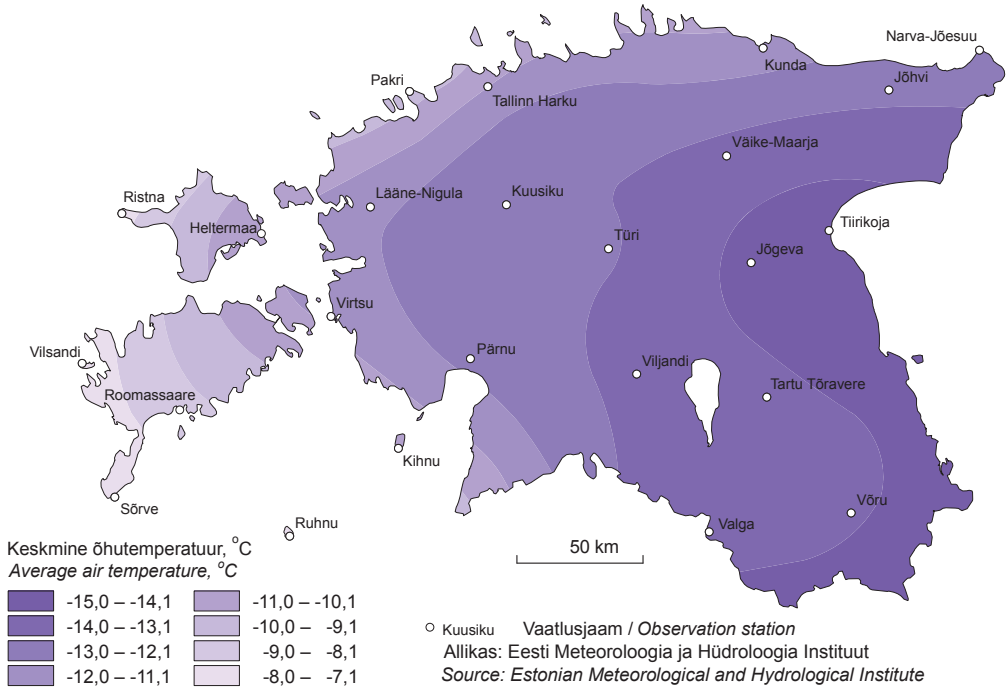 Narva-Jõesuu
Kunda
Pakri
Jõhvi
Tallinn Harku
Väike-Maarja
Ristna
Lääne-Nigula
Kuusiku
Heltermaa
Tiirikoja
Türi
Jõgeva
Virtsu
Vilsandi
Pärnu
Viljandi
Roomassaare
Tartu Tõravere
Kihnu
Sõrve
Võru
Ruhnu
Valga
Keskmine õhutemperatuur, °C
Average air temperature, °C
50 km
-15,0 – -14,1
-14,0 – -13,1
-13,0 – -12,1
-12,0 – -11,1
-11,0 – -10,1
-10,0 – -9,1
-9,0 – -8,1
-8,0 – -7,1
Kuusiku Vaatlusjaam / Observation station
Allikas: Eesti Meteoroloogia ja Hüdroloogia Instituut
Source: Estonian Meteorological and Hydrological Institute